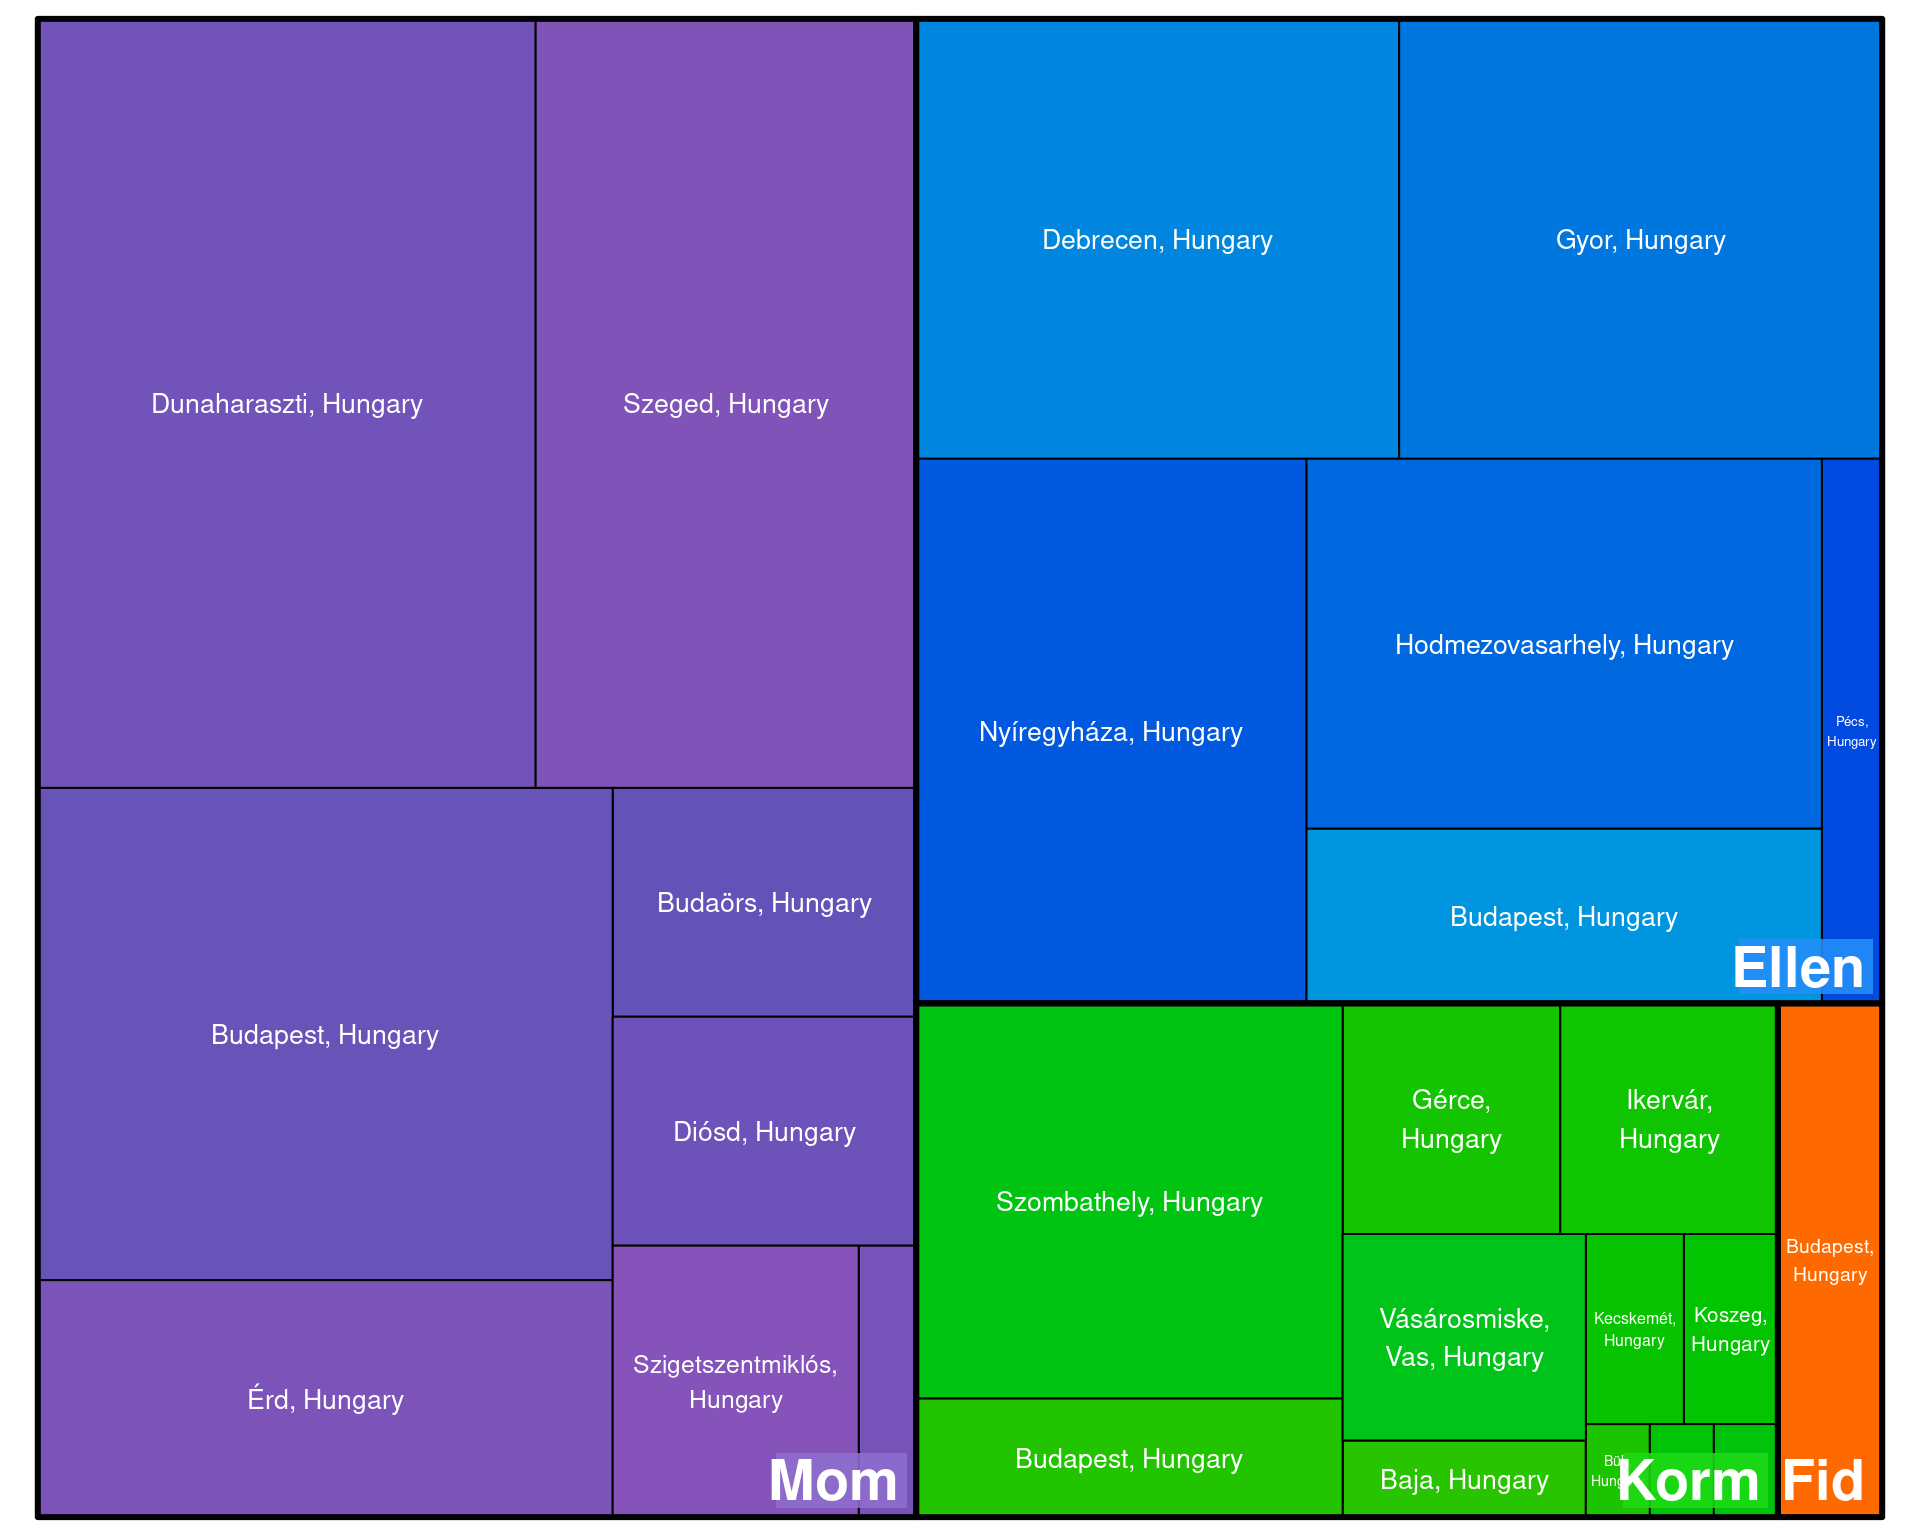 Dunaharaszti, Hungary
Szeged, Hungary
Budapest, Hungary
Budaörs, Hungary
Diósd, Hungary
Érd, Hungary
Szigetszentmiklós,
Hungary
Mom
Debrecen, Hungary
Gyor, Hungary
Nyíregyháza, Hungary
Hodmezovasarhely, Hungary
Pécs,
Hungary
Budapest, Hungary
Ellen
Szombathely, Hungary
Gérce,
Hungary
Ikervár,
Hungary
Vásárosmiske,
Vas, Hungary
Kecskemét,
Hungary
Koszeg,
Hungary
Budapest, Hungary
Baja, Hungary
Korm
Budapest,
Hungary
Fid